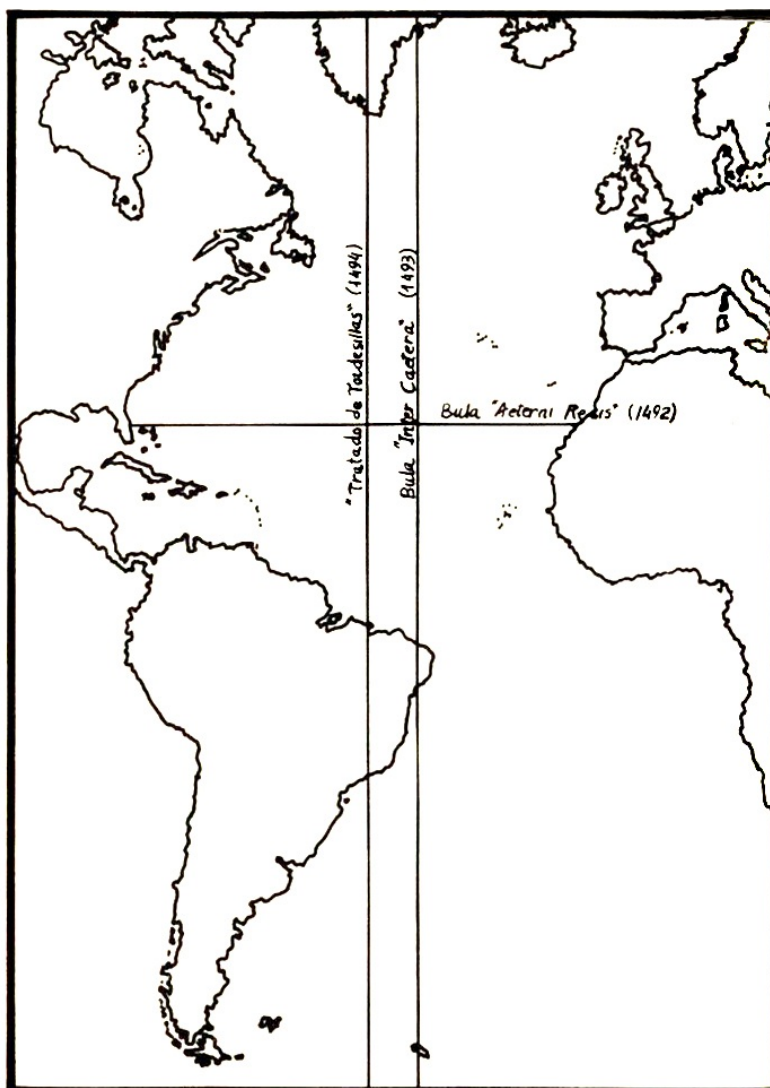 "Tratado de Tordesillas" (1494)
Bula "Inter Caetera" (1493)
Bula "Aeterni Regis" (1492)